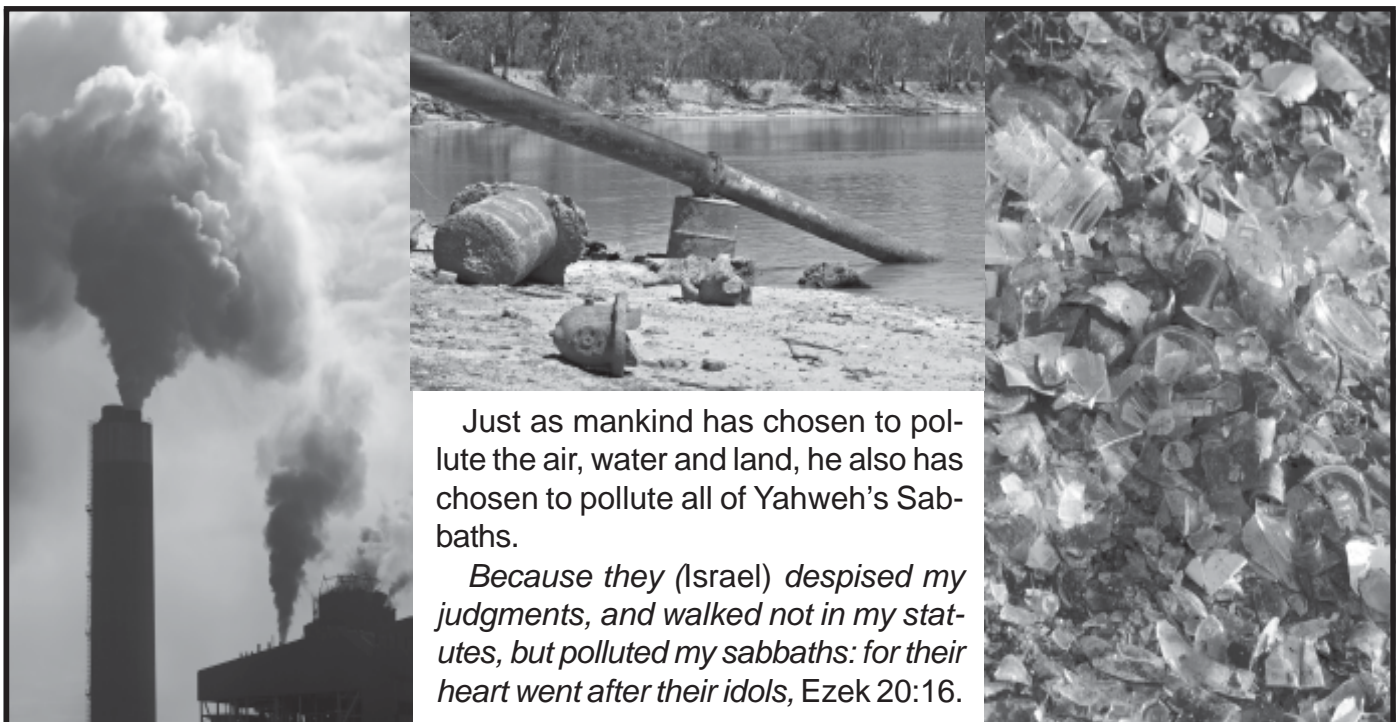 Just as mankind has chosen to pol-
lute the air, water and land, he also has
chosen to pollute all of Yahweh’s Sab-
baths.
Because they (Israel) despised my
judgments, and walked not in my stat-
utes, but polluted my sabbaths: for their
heart went after their idols, Ezek 20:16.